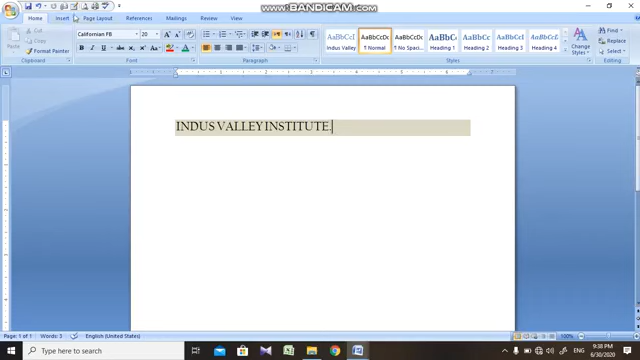 www.BANDICAM.com
Home Insert Page Layout References Mailings Review View
Paste Cut Copy Format Painter
Clipboard
California FB 20
B I U
Font
Paragraph
AaBbCcD AaBbCcDc AaBbCcDc AaBbC AaBbCc AaBbCcI AaBbCcD
Indus Valley ¶ Normal ¶ No Spaci... Heading 1 Heading 2 Heading 3 Heading 4
Styles
Change Styles
Find Replace Select
Editing
INDUS VALLEY INSTITUTE.
Page: 1 of 1 Words: 3 English (United States) 100%
Type here to search
ENG 9:38 PM 6/30/2020